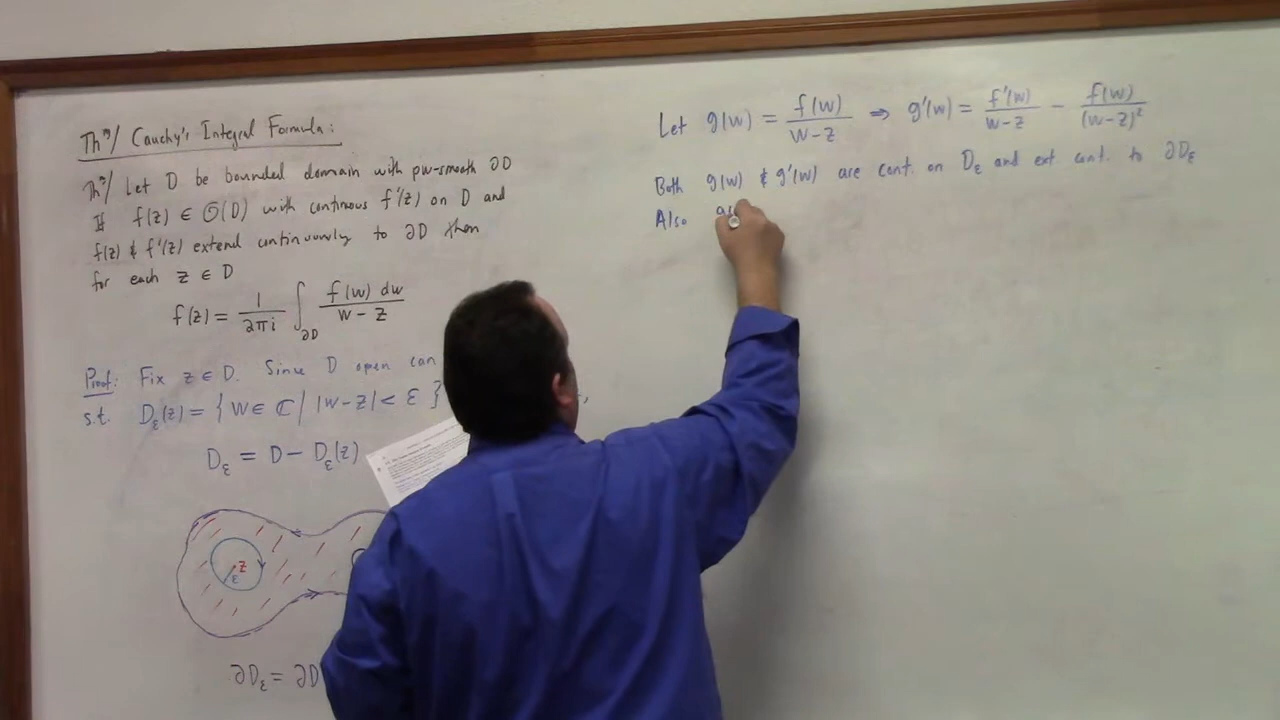 Thᵐ/ Cauchy's Integral Formula:
Thᵐ/ Let D be bounded domain with pw-smooth ∂D
If f(z) ∈ O(D) with continous f'(z) on D and
f(z) & f'(z) extend continuously to ∂D then
for each z ∈ D
f(z) = 1/2πi ∫_∂D f(w) dw / w - z
Proof: Fix z ∈ D. Since D open can
s.t. D_ε(z) = { w ∈ ℂ | |w-z| < ε }
D_ε = D - D_ε(z)
z
ε
∂D_ε = ∂D
Let g(w) = f(w) / w-z ⇒ g'(w) = f'(w) / w-z - f(w) / (w-z)²
Both g(w) & g'(w) are cont. on D_ε and ext cont. to ∂D_ε
Also